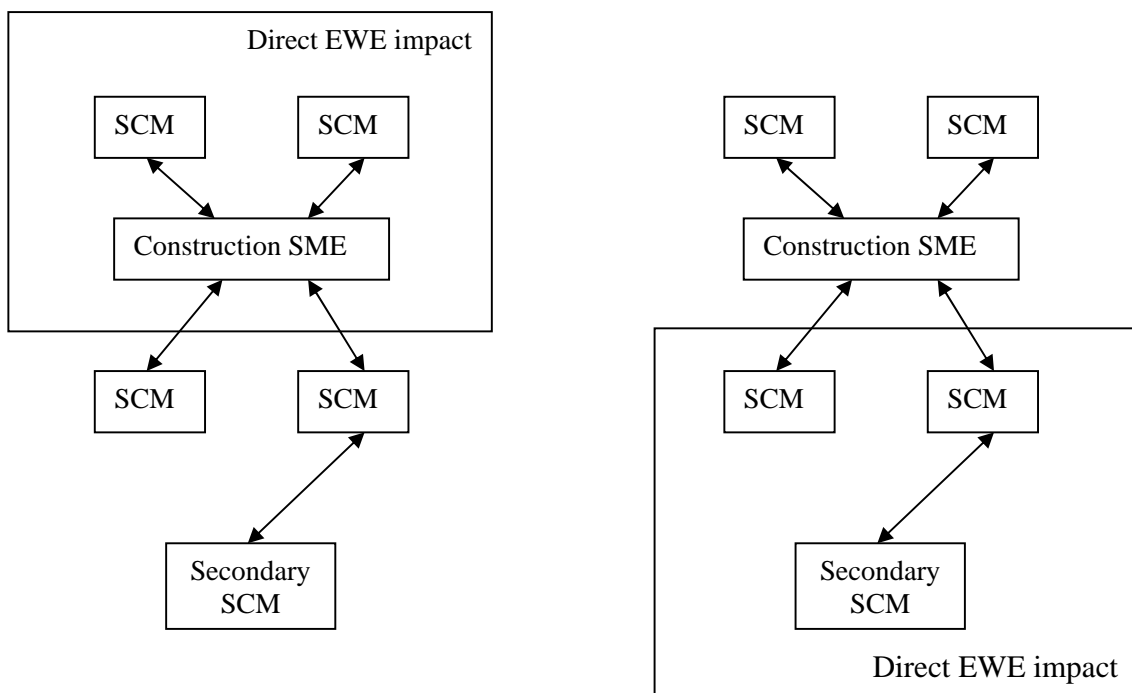 Direct EWE impact
SCM
SCM
Construction SME
SCM
SCM
Secondary
SCM
SCM
SCM
Construction SME
SCM
SCM
Secondary
SCM
Direct EWE impact